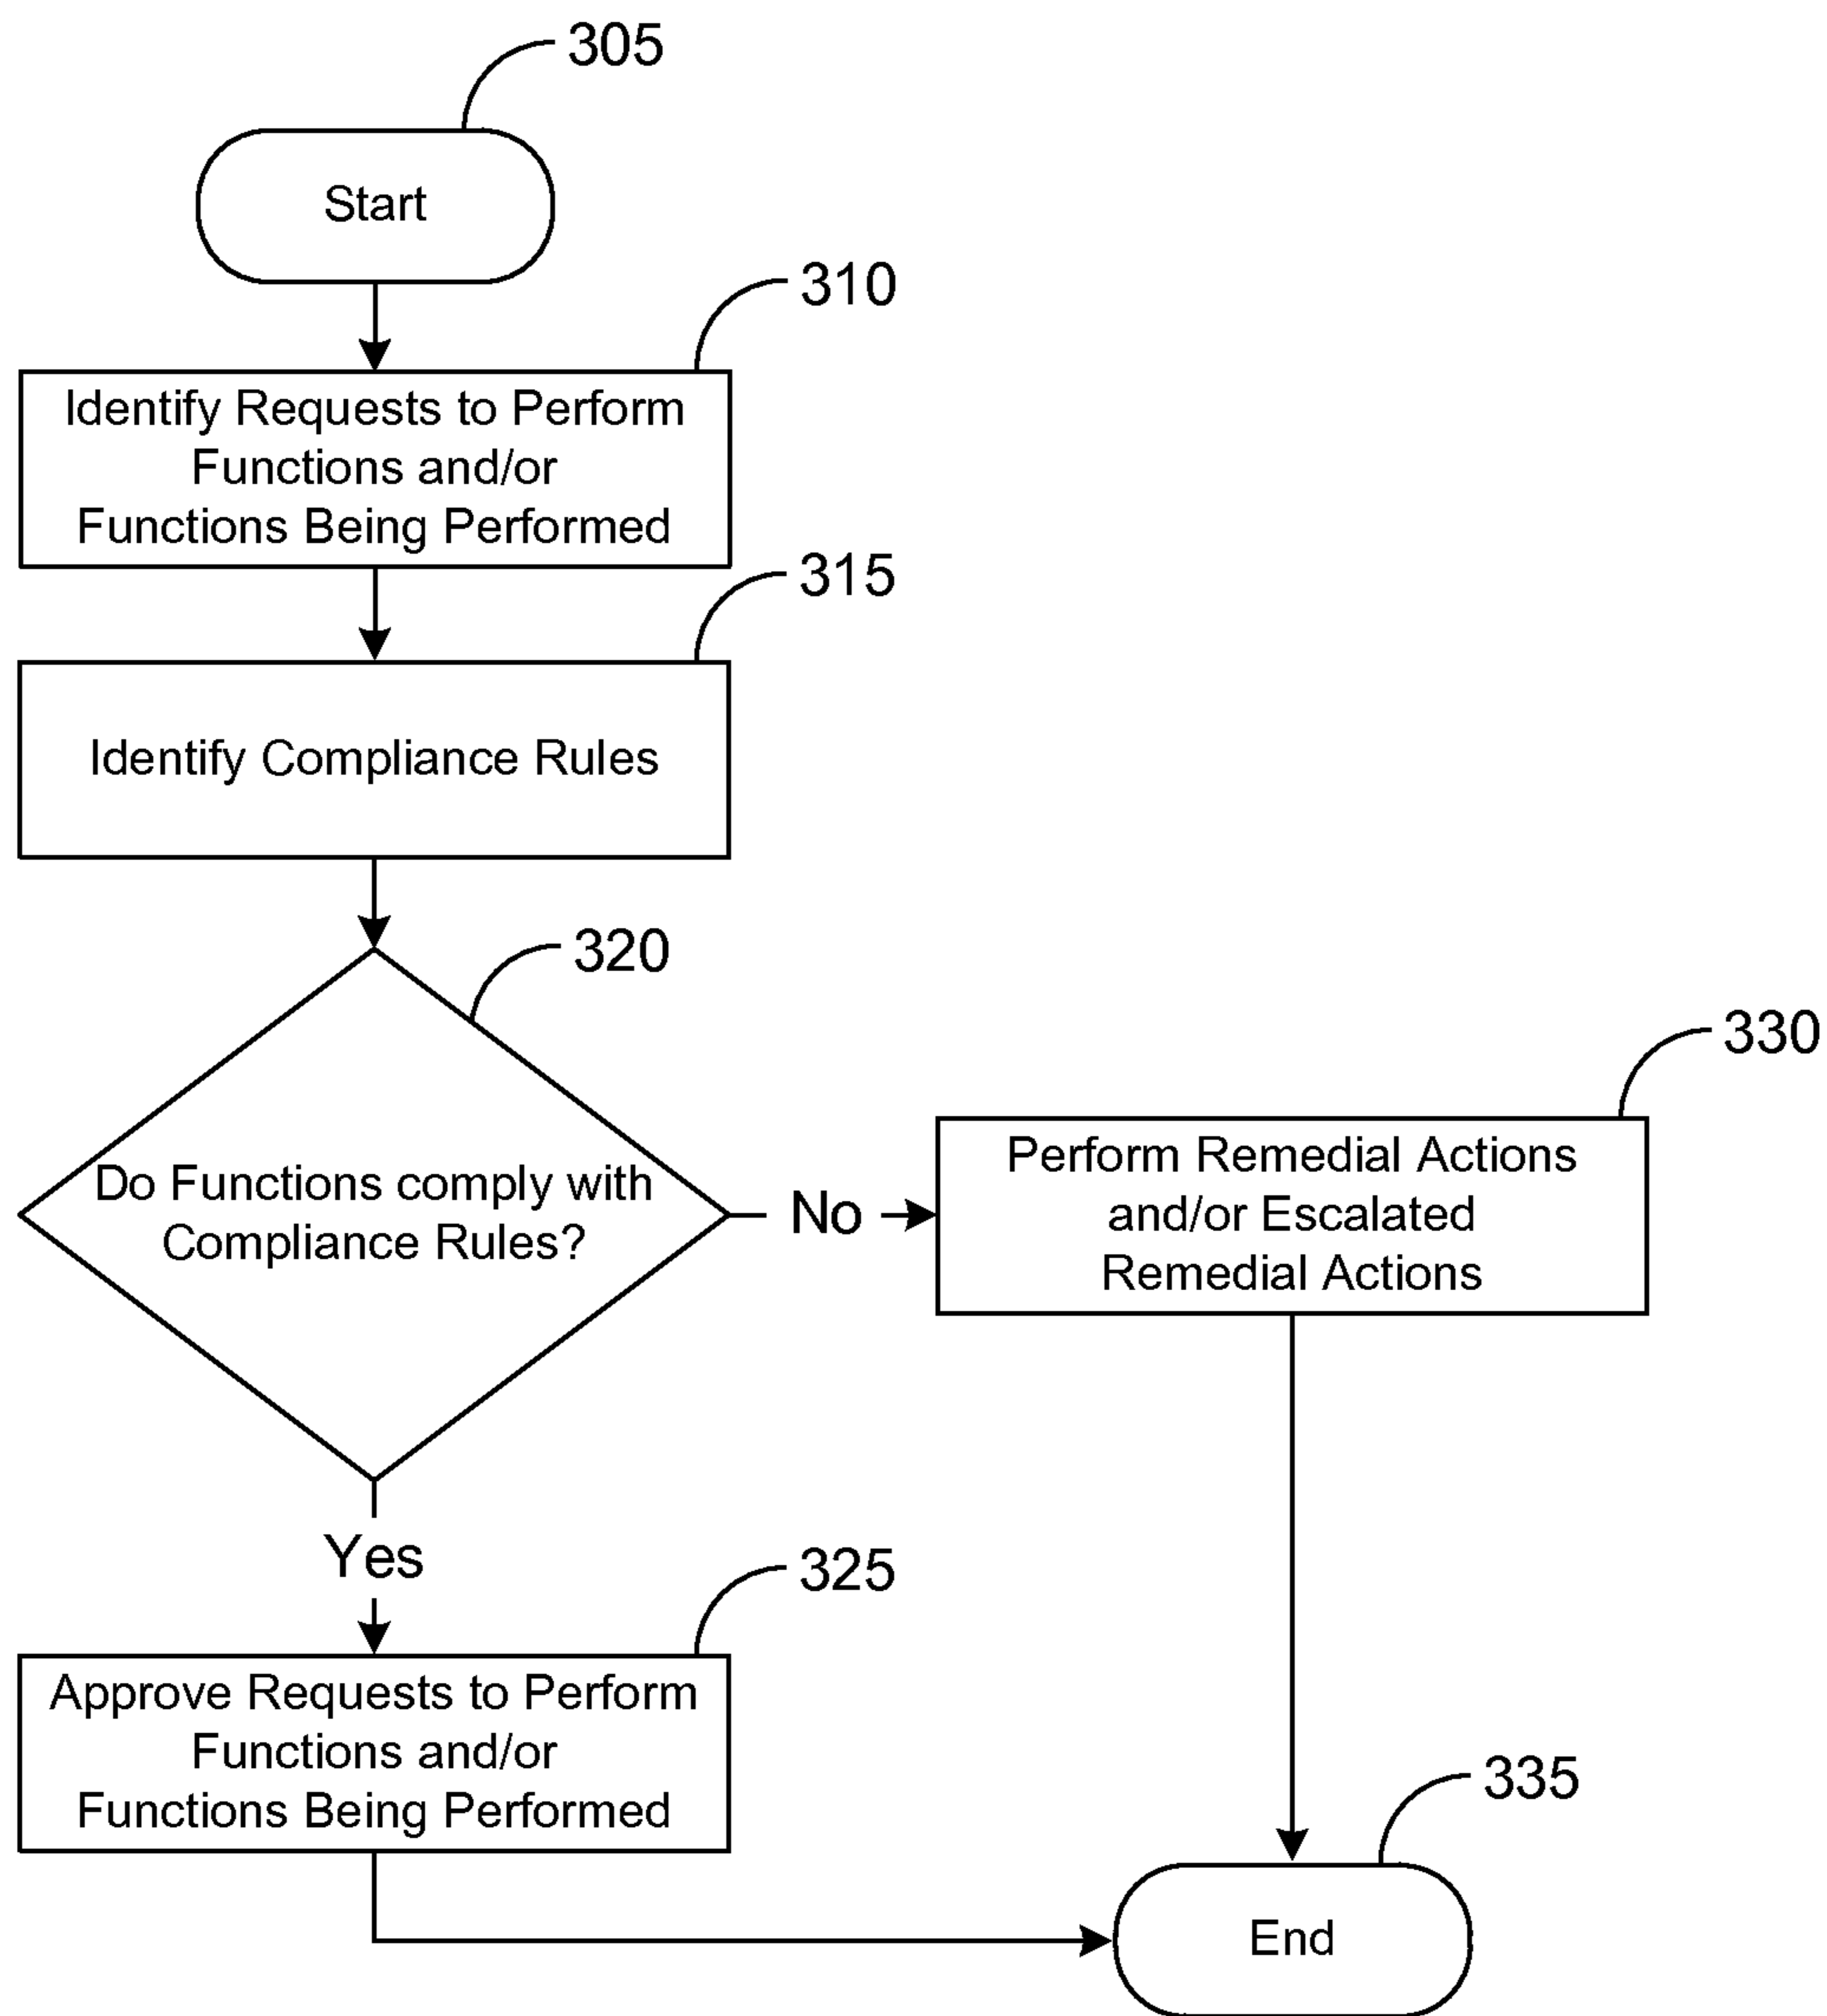 305
Start
310
Identify Requests to Perform
Functions and/or
Functions Being Performed
315
Identify Compliance Rules
320
Do Functions comply with
Compliance Rules?
No
330
Perform Remedial Actions
and/or Escalated
Remedial Actions
Yes
325
Approve Requests to Perform
Functions and/or
Functions Being Performed
335
End